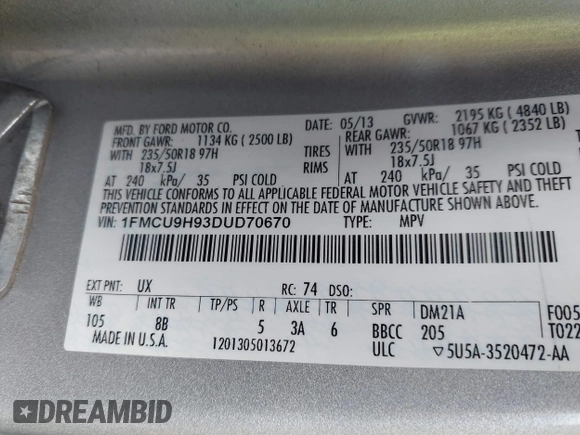 MFD. BY FORD MOTOR CO. DATE: 05/13 GVWR: 2195 KG ( 4840 LB)
FRONT GAWR: 1134 KG ( 2500 LB) REAR GAWR: 1067 KG ( 2352 LB)
WITH 235/50R18 97H TIRES WITH 235/50R18 97H
18x7.5J RIMS 18x7.5J
AT 240 kPa/ 35 PSI COLD AT 240 kPa/ 35 PSI COLD
THIS VEHICLE CONFORMS TO ALL APPLICABLE FEDERAL MOTOR VEHICLE SAFETY AND THEFT
PREVENTION STANDARDS IN EFFECT ON THE DATE OF MANUFACTURE SHOWN ABOVE.
VIN: 1FMCU9H93DUD70670 TYPE: MPV
EXT PNT: UX RC: 74 DSO:
WB INT TR TP/PS R AXLE TR SPR DM21A F005
105 8B 5 3A 6 BBCC 205 T022
MADE IN U.S.A. 1201305013672 ULC 5U5A-3520472-AA
DREAMBID